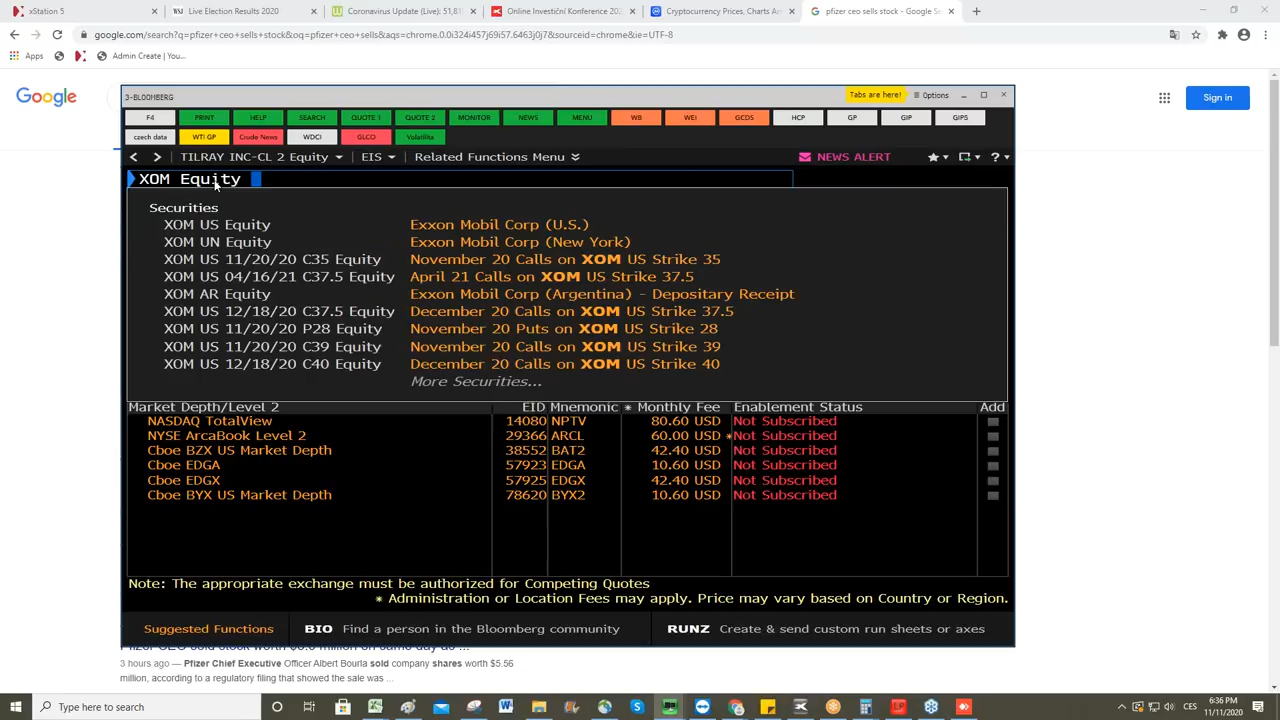 xStation 5
Live Election Results 2020
Coronavirus Update (Live): 51,81
Online Investiční Konference 202
Cryptocurrency Prices, Charts An
pfizer ceo sells stock - Google Se
google.com/search?q=pfizer+ceo+sells+stock&oq=pfizer+ceo+sells&aqs=chrome.0.0i324i457j69i57.6463j0j7&sourceid=chrome&ie=UTF-8
Apps
Admin Create | You...
Google
Sign in
3-BLOOMBERG
Tabs are here!
Options
F4 PRINT HELP SEARCH QUOTE 1 QUOTE 2 MONITOR NEWS MENU WB WEI GCDS HCP GP GIP GIPS
czech data WTI GP Crude News WDCI GLCO Volatilita
TILRAY INC-CL 2 Equity EIS Related Functions Menu NEWS ALERT
XOM Equity
Securities
XOM US Equity Exxon Mobil Corp (U.S.)
XOM UN Equity Exxon Mobil Corp (New York)
XOM US 11/20/20 C35 Equity November 20 Calls on XOM US Strike 35
XOM US 04/16/21 C37.5 Equity April 21 Calls on XOM US Strike 37.5
XOM AR Equity Exxon Mobil Corp (Argentina) - Depositary Receipt
XOM US 12/18/20 C37.5 Equity December 20 Calls on XOM US Strike 37.5
XOM US 11/20/20 P28 Equity November 20 Puts on XOM US Strike 28
XOM US 11/20/20 C39 Equity November 20 Calls on XOM US Strike 39
XOM US 12/18/20 C40 Equity December 20 Calls on XOM US Strike 40
More Securities...
Market Depth/Level 2 EID Mnemonic * Monthly Fee Enablement Status Add
NASDAQ TotalView 14080 NPTV 80.60 USD Not Subscribed
NYSE ArcaBook Level 2 29366 ARCL 60.00 USD * Not Subscribed
Cboe BZX US Market Depth 38552 BAT2 42.40 USD Not Subscribed
Cboe EDGA 57923 EDGA 10.60 USD Not Subscribed
Cboe EDGX 57925 EDGX 42.40 USD Not Subscribed
Cboe BYX US Market Depth 78620 BYX2 10.60 USD Not Subscribed
Note: The appropriate exchange must be authorized for Competing Quotes
* Administration or Location Fees may apply. Price may vary based on Country or Region.
Suggested Functions BIO Find a person in the Bloomberg community RUNZ Create & send custom run sheets or axes
3 hours ago — Pfizer Chief Executive Officer Albert Bourla sold company shares worth $5.56
million, according to a regulatory filing that showed the sale was ...
Type here to search
CES
6:36 PM
11/11/2020